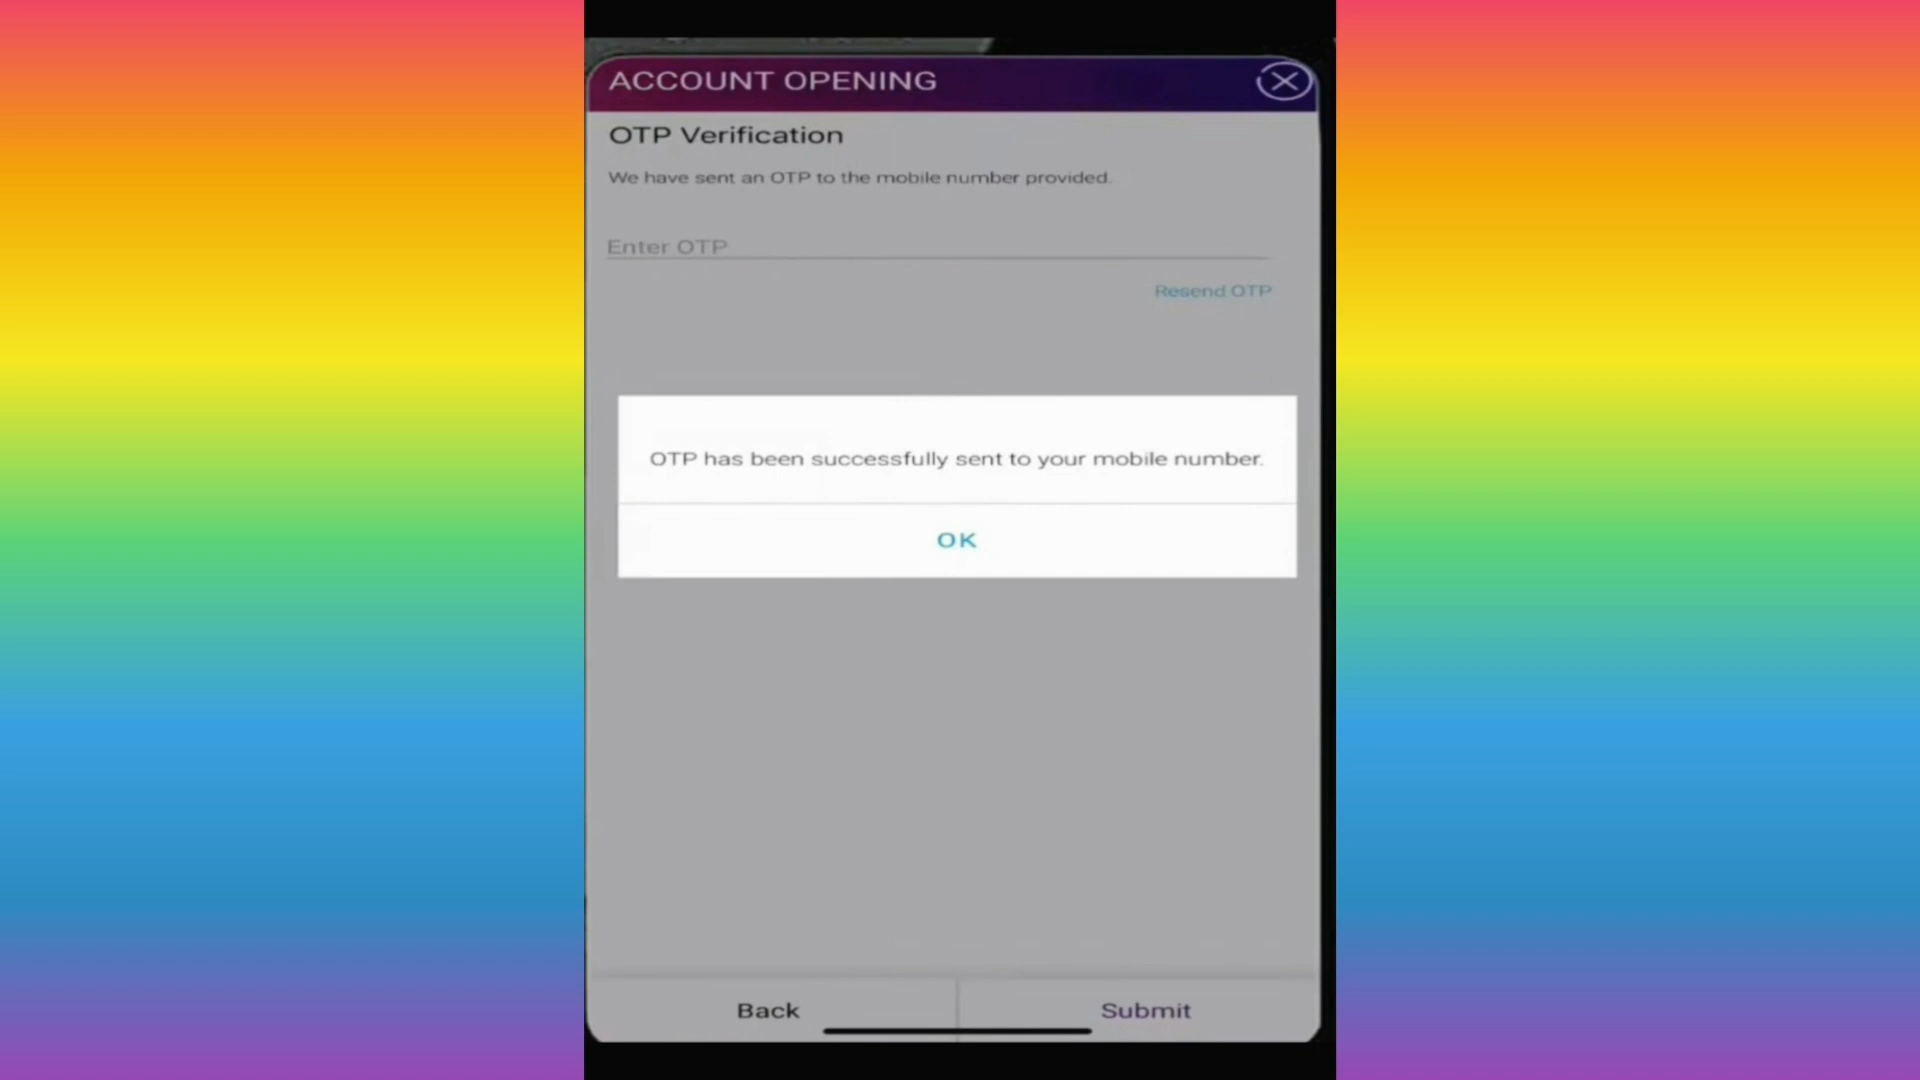 ACCOUNT OPENING
OTP Verification
We have sent an OTP to the mobile number provided.
Enter OTP
Resend OTP
OTP has been successfully sent to your mobile number.
OK
Back
Submit